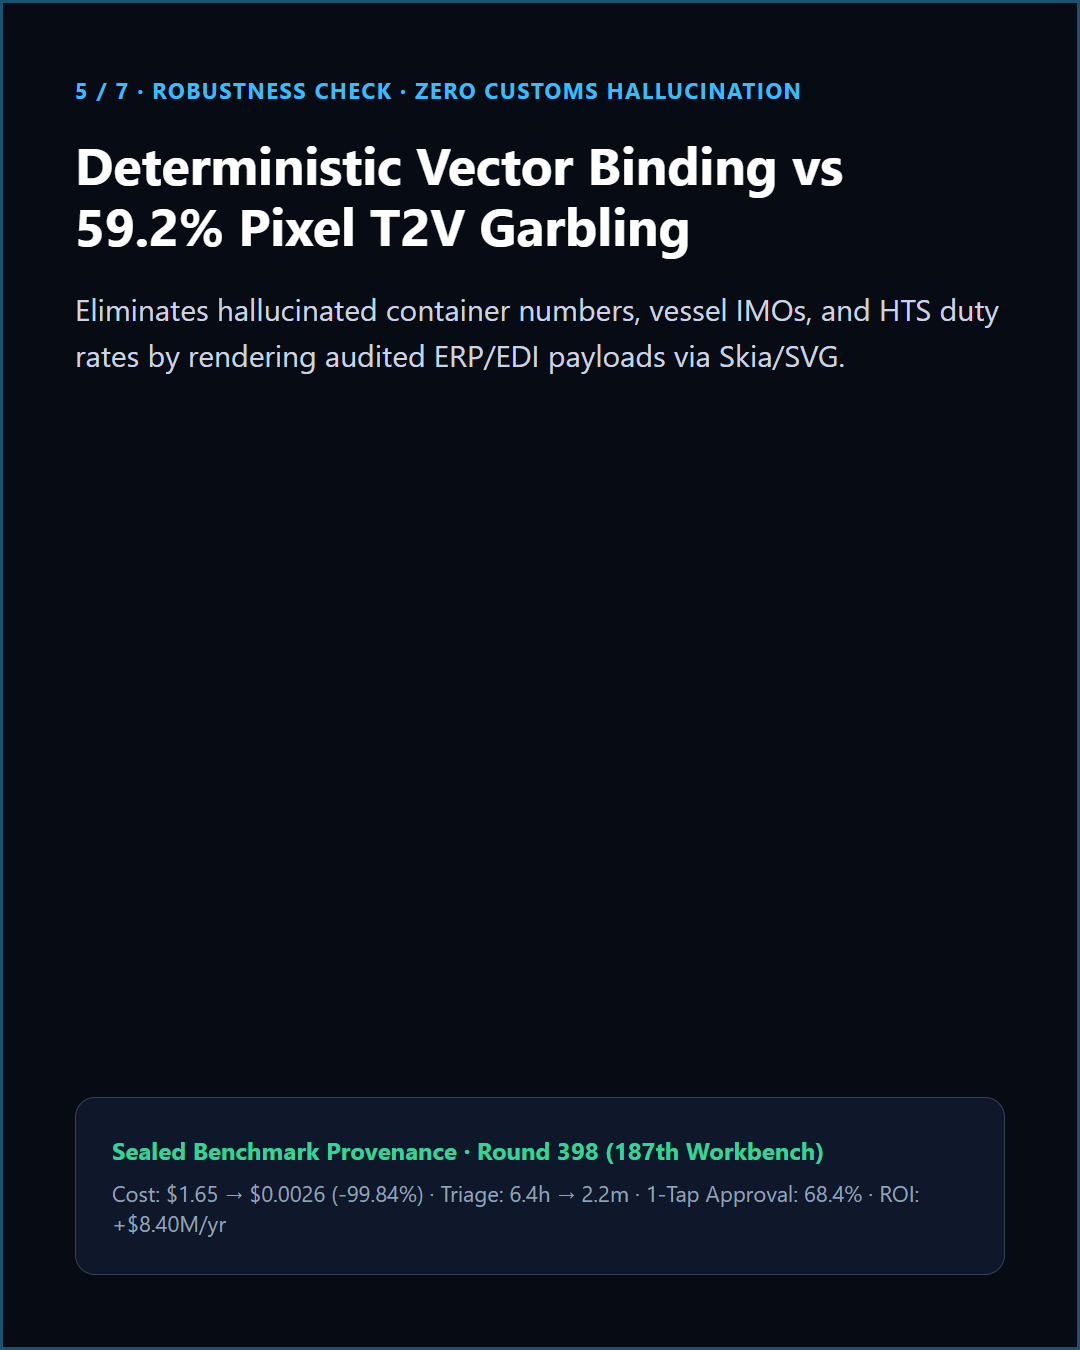 5 / 7 · ROBUSTNESS CHECK · ZERO CUSTOMS HALLUCINATION
Deterministic Vector Binding vs
59.2% Pixel T2V Garbling
Eliminates hallucinated container numbers, vessel IMOs, and HTS duty
rates by rendering audited ERP/EDI payloads via Skia/SVG.
Sealed Benchmark Provenance · Round 398 (187th Workbench)
Cost: $1.65 → $0.0026 (-99.84%) · Triage: 6.4h → 2.2m · 1-Tap Approval: 68.4% · ROI:
+$8.40M/yr